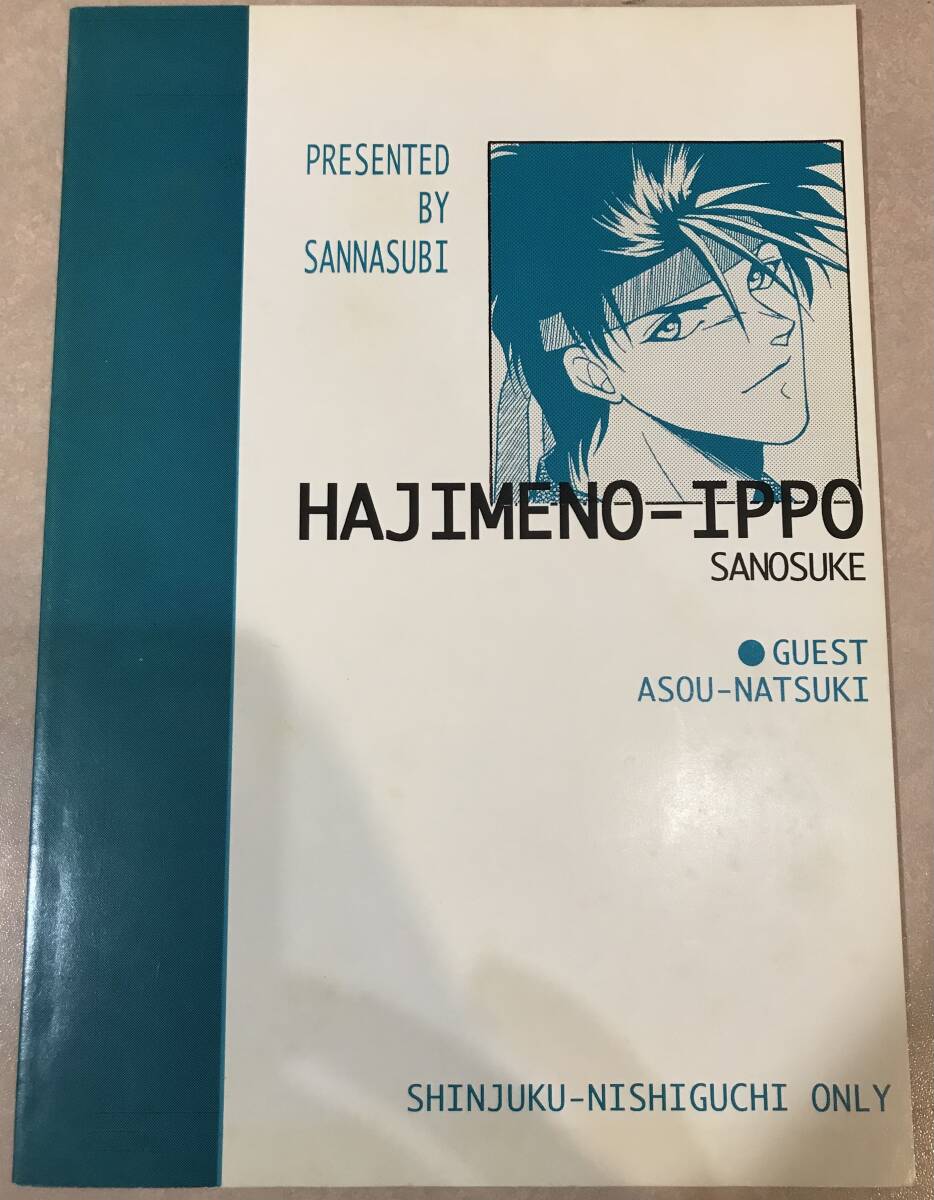 PRESENTED
BY
SANNASUBI
HAJIMENO-IPPO
SANOSUKE
●GUEST
ASOU-NATSUKI
SHINJUKU-NISHIGUCHI ONLY